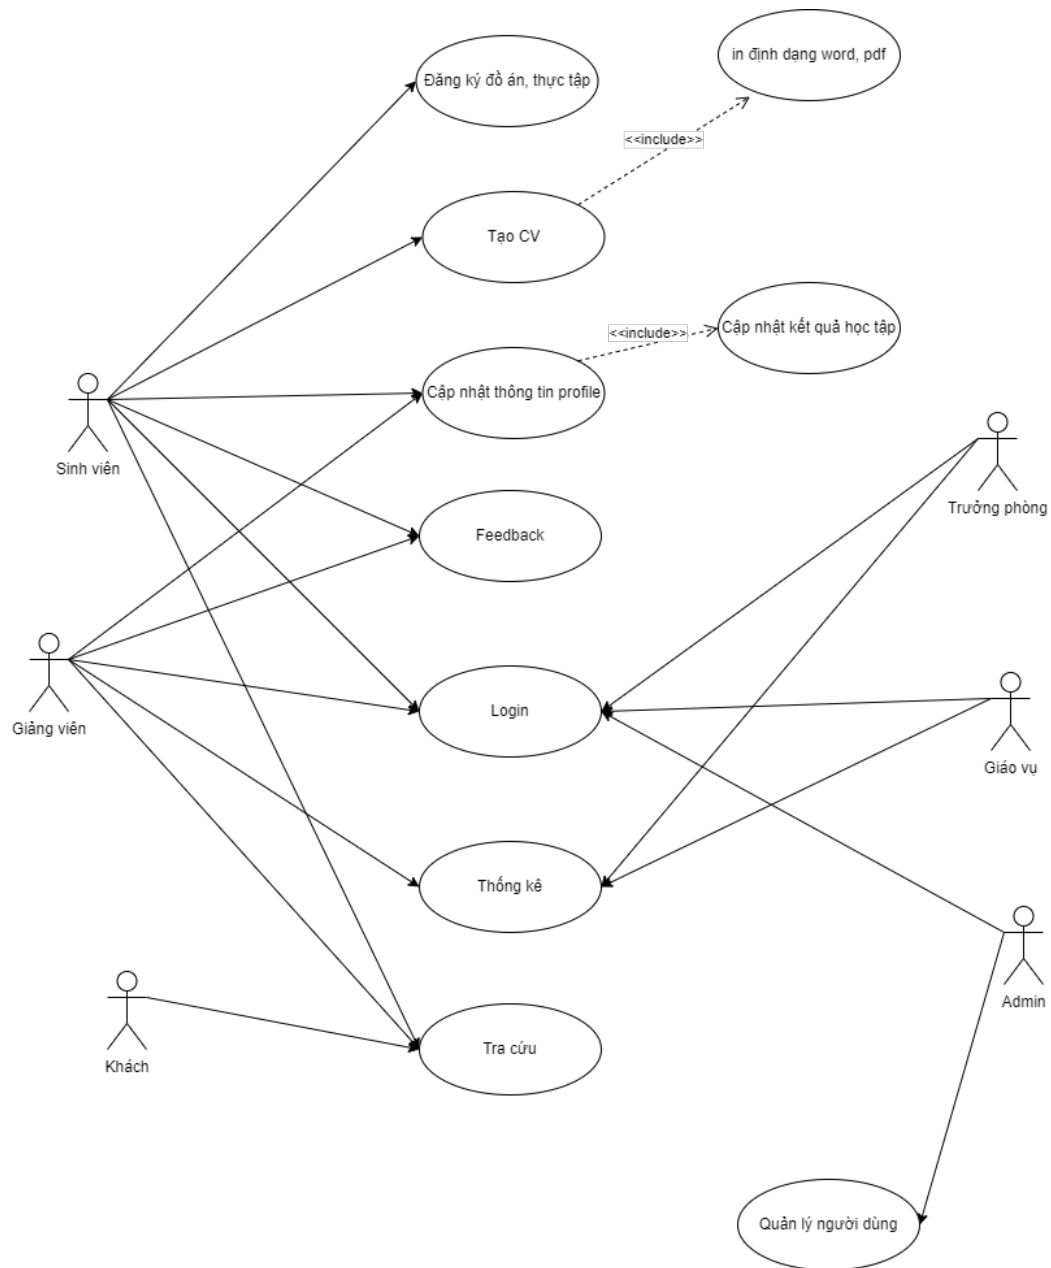 in định dạng word, pdf
Đăng ký đồ án, thực tập
<<include>>
Tạo CV
<<include>>
Cập nhật kết quả học tập
Cập nhật thông tin profile
Sinh viên
Trưởng phòng
Feedback
Login
Giảng viên
Giáo vụ
Thống kê
Admin
Tra cứu
Khách
Quản lý người dùng